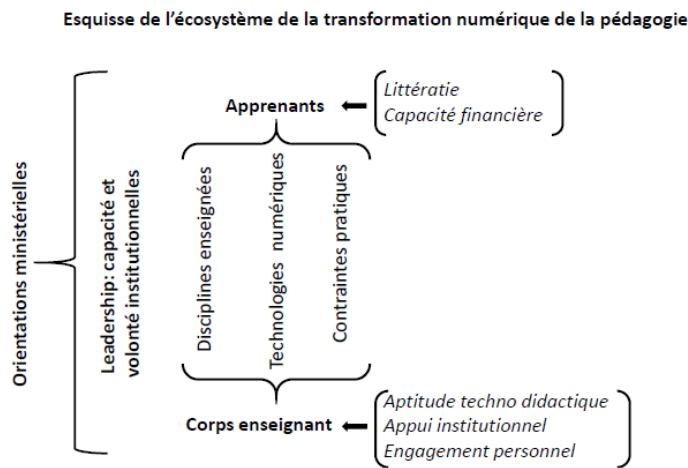 Esquisse de l'écosystème de la transformation numérique de la pédagogie
Orientations ministérielles
Leadership: capacité et
volonté institutionnelles
Apprenants
Littératie
Capacité financière
Disciplines enseignées
Technologies numériques
Contraintes pratiques
Corps enseignant
Aptitude techno didactique
Appui institutionnel
Engagement personnel